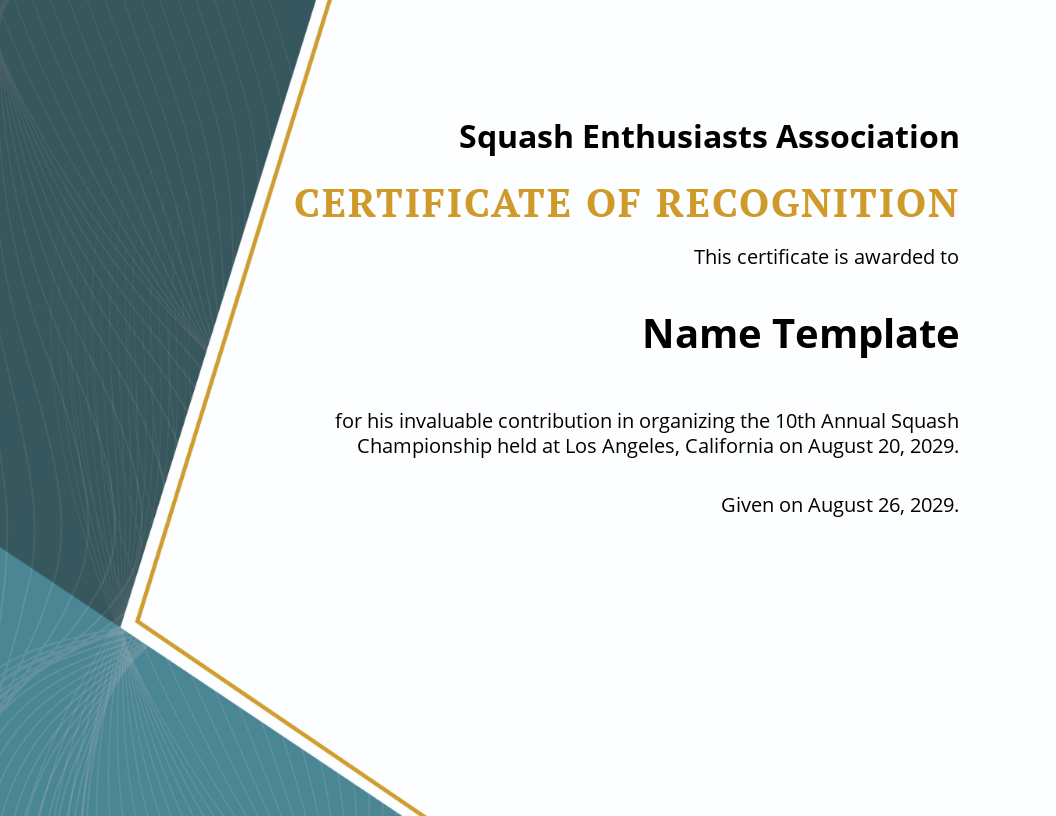 Squash Enthusiasts Association
CERTIFICATE OF RECOGNITION
This certificate is awarded to
Name Template
for his invaluable contribution in organizing the 10th Annual Squash
Championship held at Los Angeles, California on August 20, 2029.
Given on August 26, 2029.